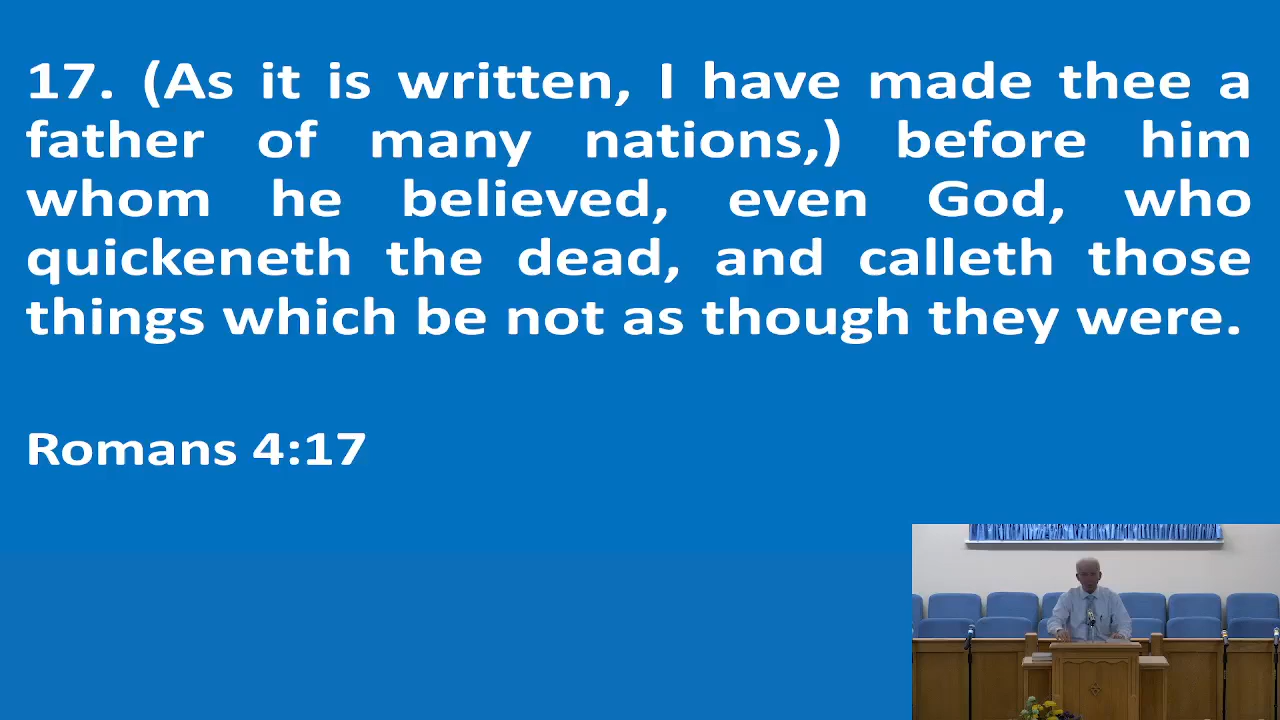 17. (As it is written, I have made thee a
father of many nations,) before him
whom he believed, even God, who
quickeneth the dead, and calleth those
things which be not as though they were.
Romans 4:17